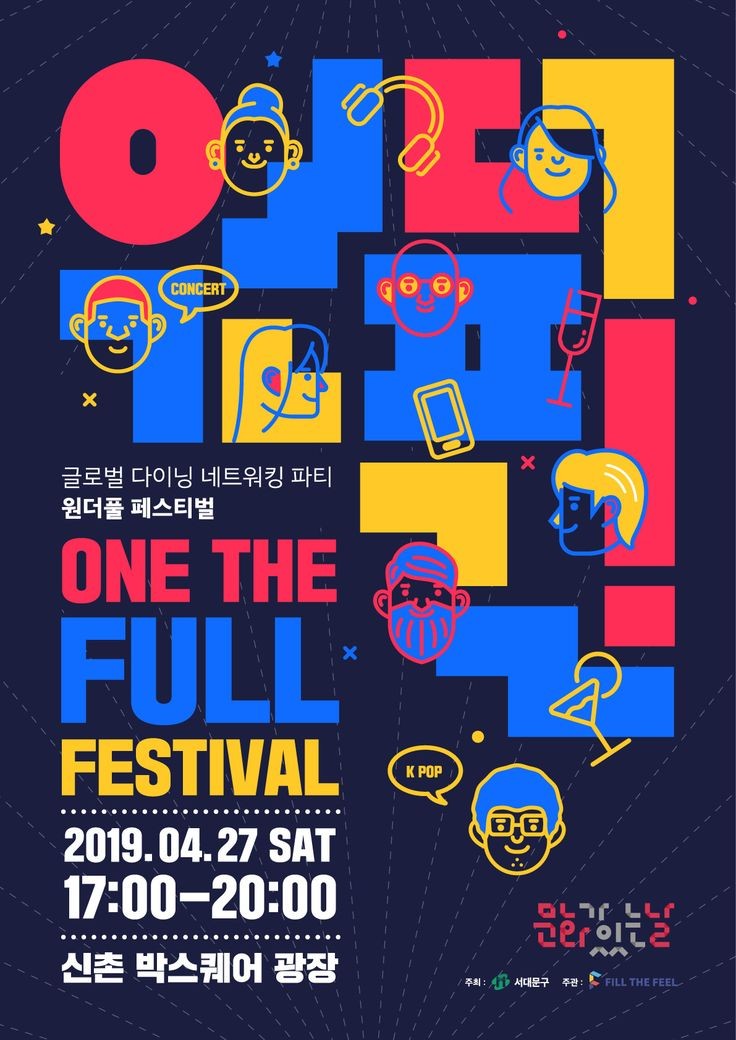 CONCERT
글로벌 다이닝 네트워킹 파티
원더풀 페스티벌
ONE THE
FULL
FESTIVAL
2019.04.27 SAT
17:00–20:00
신촌 박스퀘어 광장
K POP
문화가 있는 날
주최 : 서대문구 주관 : FILL THE FEEL